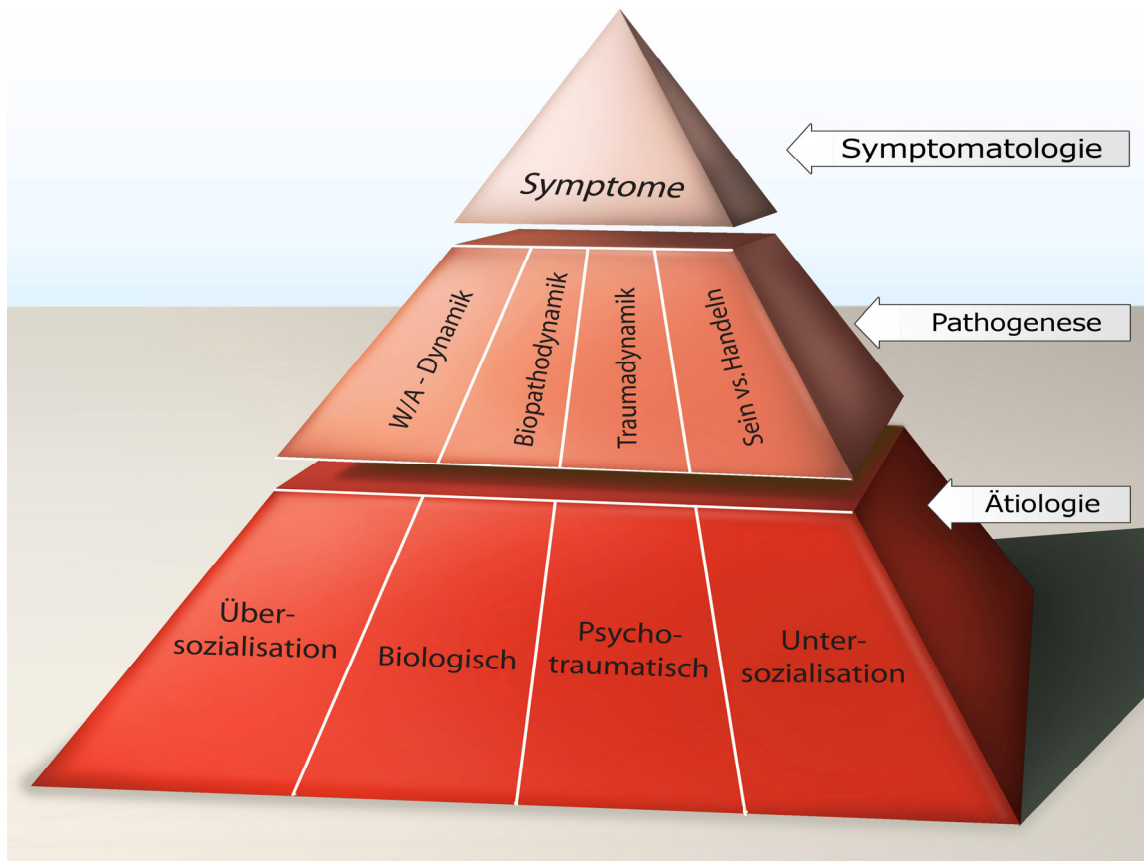 Symptomatologie
Symptome
Pathogenese
W/A - Dynamik
Biopathodynamik
Traumadynamik
Sein vs. Handeln
Ätiologie
Über-
sozialisation
Biologisch
Psycho-
traumatisch
Unter-
sozialisation